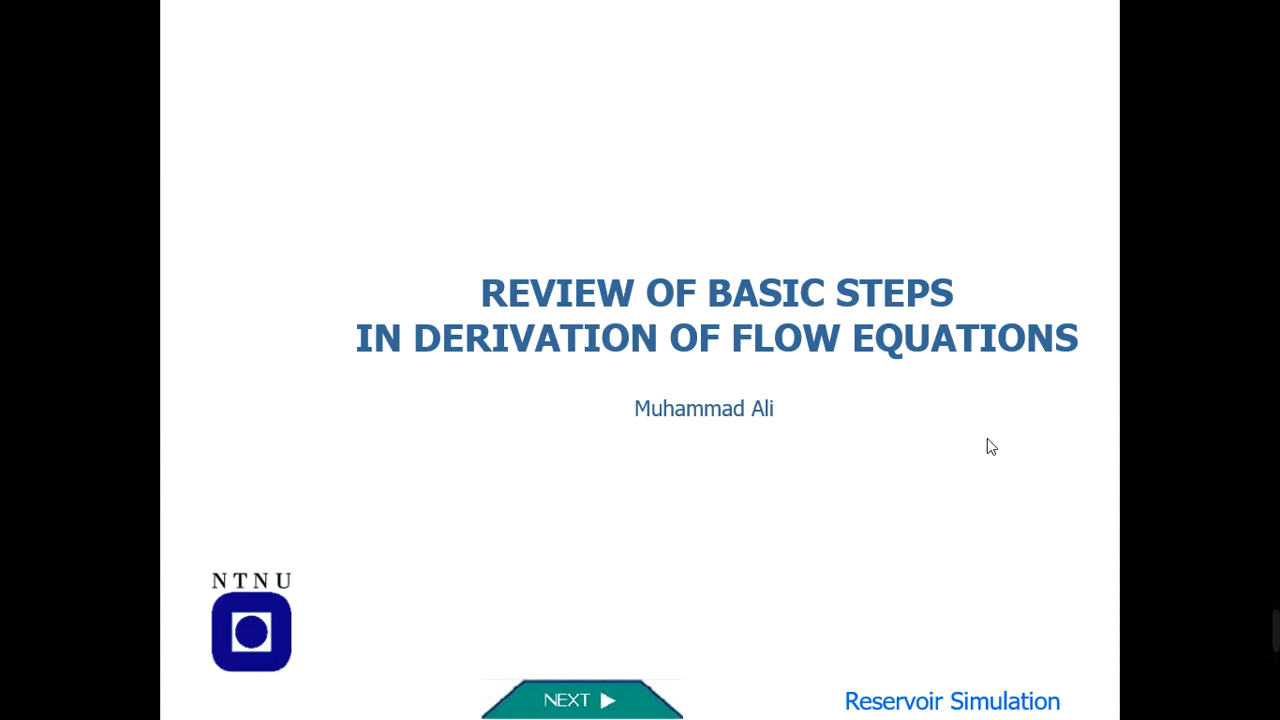 REVIEW OF BASIC STEPS
IN DERIVATION OF FLOW EQUATIONS
Muhammad Ali
NTNU
NEXT
Reservoir Simulation